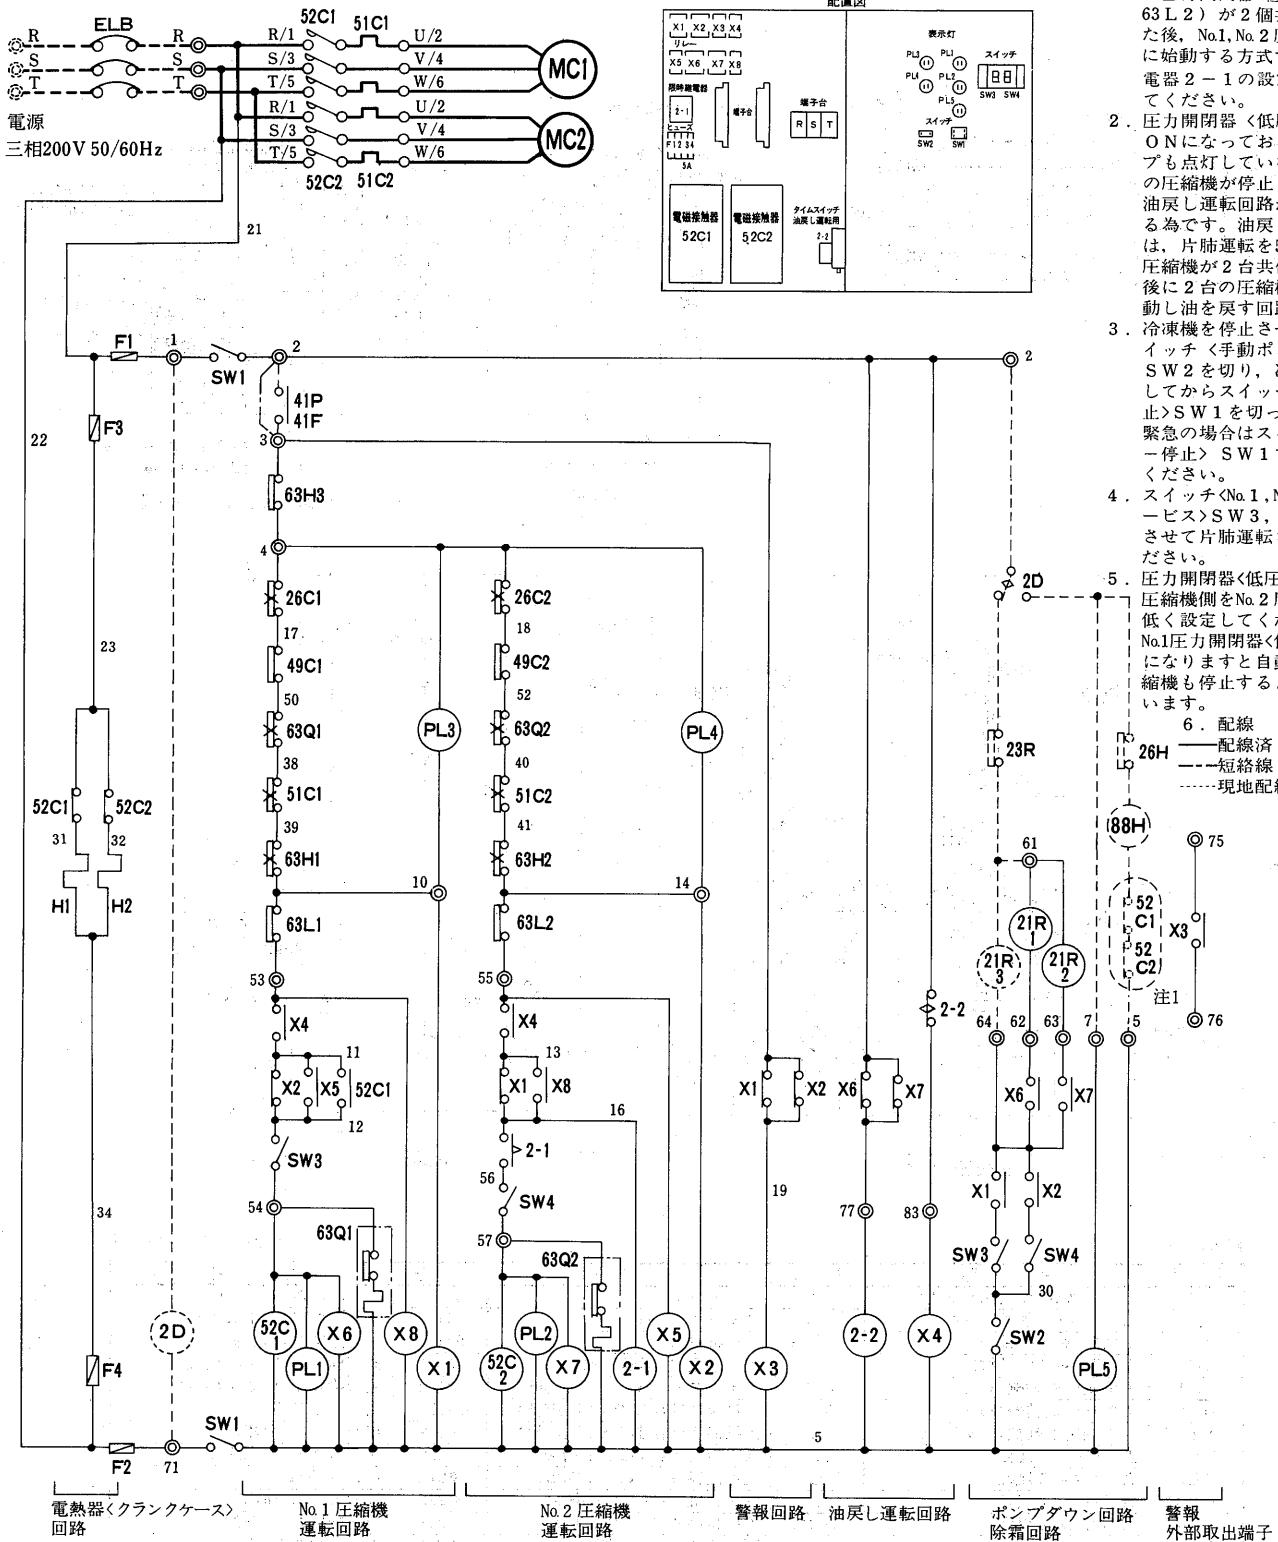 配置図
ELB
R
S
T
R
S
T
52C1
51C1
R/1
S/3
T/5
R/1
S/3
T/5
U/2
V/4
W/6
U/2
V/4
W/6
MC1
MC2
52C2
51C2
電源
三相200V 50/60Hz
X1 X2 X3 X4
リレー
X5 X6 X7 X8
限時継電器
2-1
ヒューズ
F1 2 3 4
5A
端子台
端子台
R S T
電磁接触器
52C1
電磁接触器
52C2
タイムスイッチ
油戻し運転用
2-2
表示灯
PL3 PL1
PL4 PL2
PL5
スイッチ
SW3 SW4
スイッチ
SW2 SW1
63L2）が2個
た後，No.1,No.2
に始動する方式
電器2－1の設
てください。
2．圧力開閉器〈低
ONになってお
プも点灯してい
の圧縮機が停止
油戻し運転回路
る為です。油戻
は，片肺運転を
圧縮機が2台共
後に2台の圧縮
動し油を戻す回
3．冷凍機を停止さ
イッチ〈手動ポ
SW2を切り，
してからスイッ
止〉SW1を切っ
緊急の場合はス
－停止〉SW1
ください。
4．スイッチ〈No.1,N
ービス〉SW3，
させて片肺運転
ださい。
5．圧力開閉器〈低圧
圧縮機側をNo.2
低く設定してく
No.1圧力開閉器〈
になりますと自
縮機も停止する
います。
6．配線
配線済
短絡線
現地配
21
22
F1
1
SW1
2
2
41P
41F
3
F3
63H3
4
23
26C1
17
49C1
50
63Q1
38
51C1
39
63H1
10
63L1
53
26C2
18
49C2
52
63Q2
40
51C2
41
63H2
14
63L2
55
PL3
PL4
2D
23R
26H
88H
61
21R
1
21R
2
21R
3
52
C1
52
C2
注1
75
X3
76
52C1
52C2
31
32
H1
H2
X4
11
X2
X5
52C1
12
SW3
54
63Q1
X4
13
X1
X8
16
2-1
56
SW4
57
63Q2
X1
X2
19
X6
X7
77
2-2
83
64
62
63
7
5
X6
X7
X1
X2
SW3
SW4
30
SW2
34
F4
2D
52C
1
PL1
X6
X8
X1
52C
2
PL2
X7
2-1
X5
X2
X3
2-2
X4
PL5
SW1
F2
71
5
電熱器〈クランクケース〉
回路
No.1 圧縮機
運転回路
No.2 圧縮機
運転回路
警報回路
油戻し運転回路
ポンプダウン回路
除霜回路
警報
外部取出端子